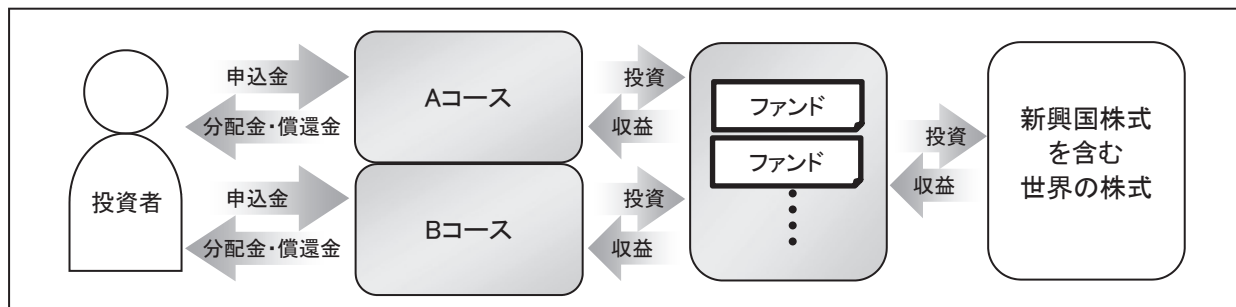 申込金
分配金・償還金
投資者
申込金
分配金・償還金
Aコース
Bコース
投資
収益
投資
収益
ファンド
ファンド
投資
収益
新興国株式
を含む
世界の株式